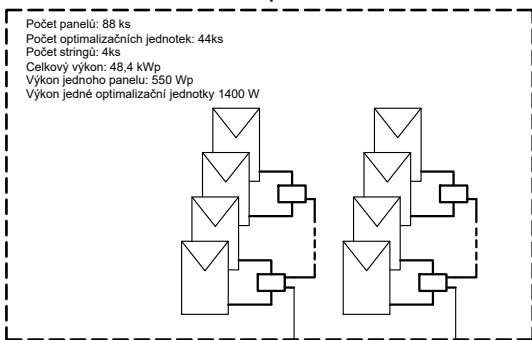 Počet panelů: 88 ks
Počet optimalizačních jednotek: 44ks
Počet stringů: 4ks
Celkový výkon: 48,4 kWp
Výkon jednoho panelu: 550 Wp
Výkon jedné optimalizační jednotky 1400 W